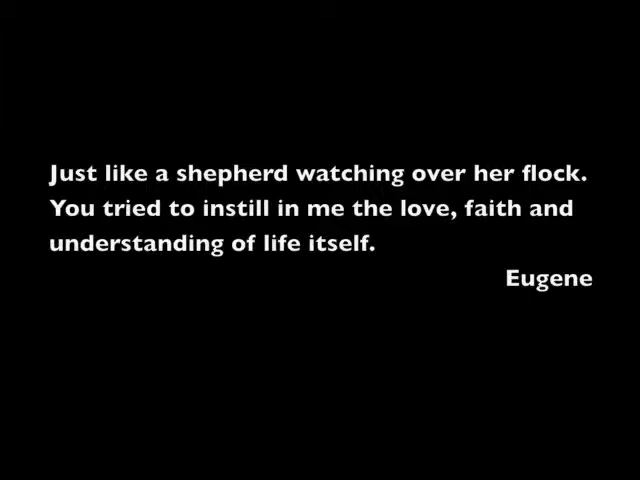 Just like a shepherd watching over her flock.
You tried to instill in me the love, faith and
understanding of life itself.
Eugene